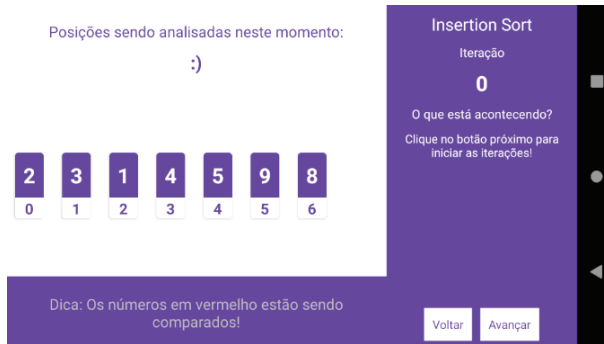 Posições sendo analisadas neste momento:
:)
2 3 1 4 5 9 8
0 1 2 3 4 5 6
Dica: Os números em vermelho estão sendo
comparados!
Insertion Sort
Iteração
0
O que está acontecendo?
Clique no botão próximo para
iniciar as iterações!
Voltar Avançar